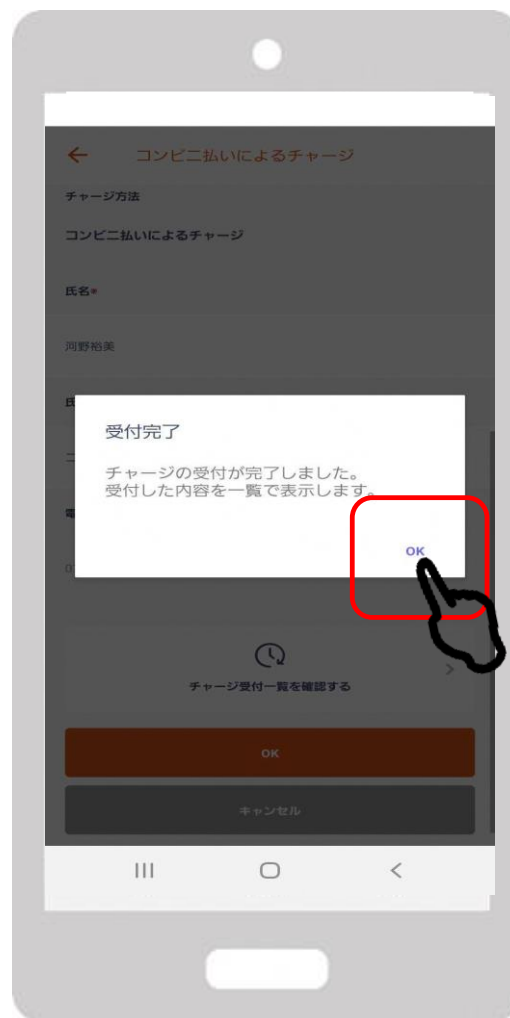 コンビニ払いによるチャージ
チャージ方法
コンビニ払いによるチャージ
氏名*
河野裕美
受付完了
チャージの受付が完了しました。
受付した内容を一覧で表示します。
OK
チャージ受付一覧を確認する
OK
キャンセル